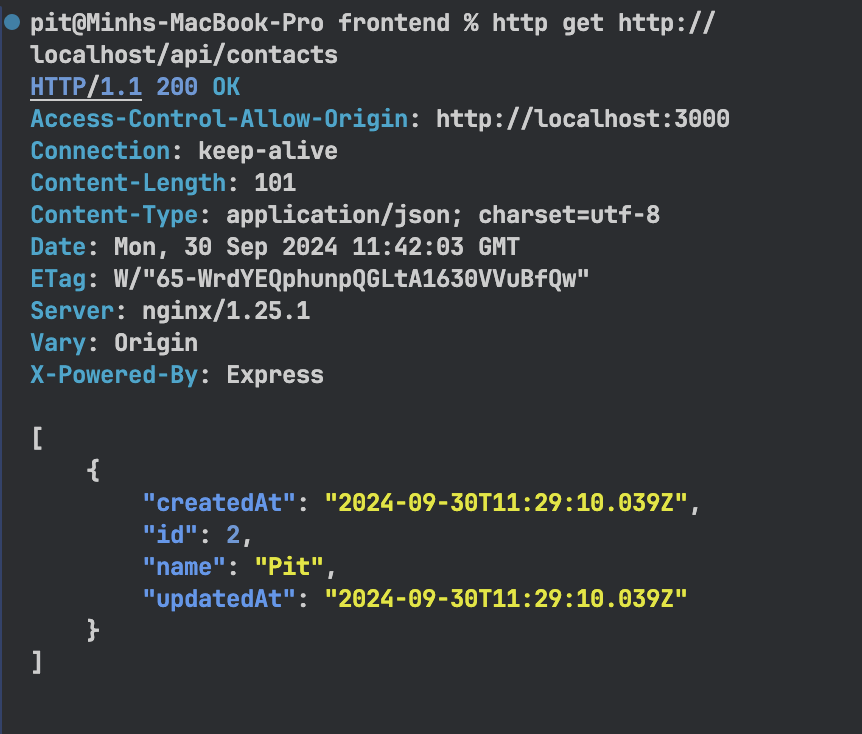 pit@Minhs-MacBook-Pro frontend % http get http://
localhost/api/contacts
HTTP/1.1 200 OK
Access-Control-Allow-Origin: http://localhost:3000
Connection: keep-alive
Content-Length: 101
Content-Type: application/json; charset=utf-8
Date: Mon, 30 Sep 2024 11:42:03 GMT
ETag: W/"65-WrdYEQphunpQGLtA1630VVuBfQw"
Server: nginx/1.25.1
Vary: Origin
X-Powered-By: Express

[
    {
        "createdAt": "2024-09-30T11:29:10.039Z",
        "id": 2,
        "name": "Pit",
        "updatedAt": "2024-09-30T11:29:10.039Z"
    }
]